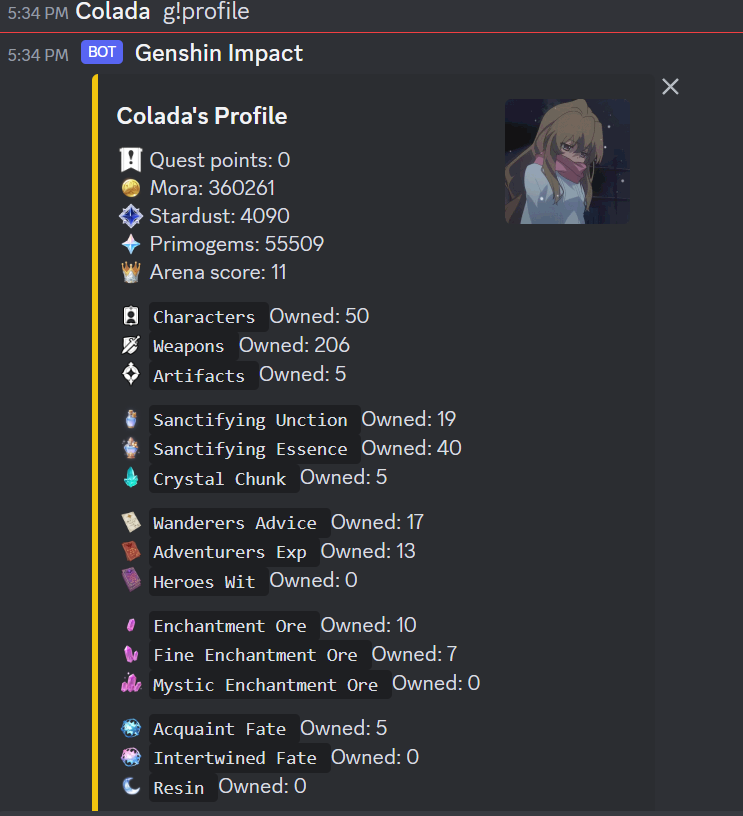 5:34 PM Colada g!profile
5:34 PM BOT Genshin Impact
Colada's Profile
Quest points: 0
Mora: 360261
Stardust: 4090
Primogems: 55509
Arena score: 11
Characters Owned: 50
Weapons Owned: 206
Artifacts Owned: 5
Sanctifying Unction Owned: 19
Sanctifying Essence Owned: 40
Crystal Chunk Owned: 5
Wanderers Advice Owned: 17
Adventurers Exp Owned: 13
Heroes Wit Owned: 0
Enchantment Ore Owned: 10
Fine Enchantment Ore Owned: 7
Mystic Enchantment Ore Owned: 0
Acquaint Fate Owned: 5
Intertwined Fate Owned: 0
Resin Owned: 0